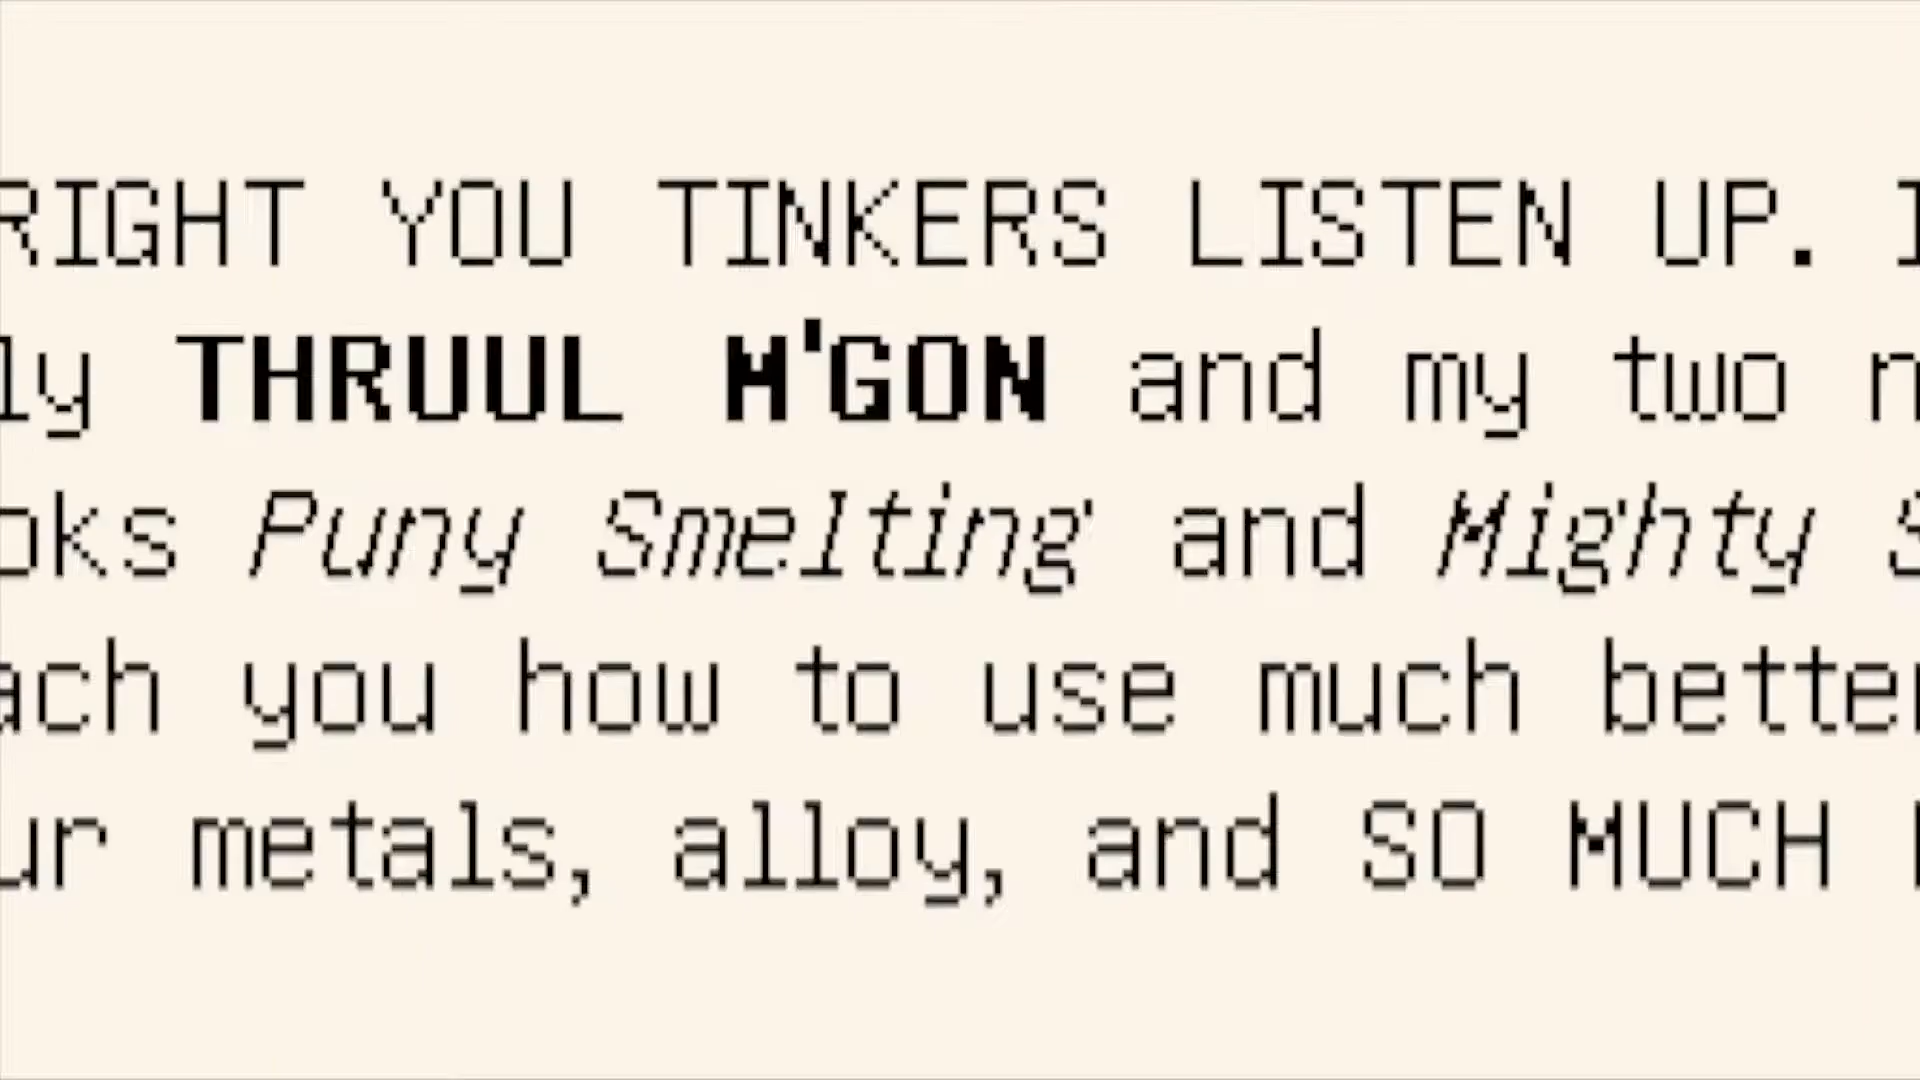 RIGHT YOU TINKERS LISTEN UP. I
ly THRUUL M'GON and my two n
oks Puny Smelting and Mighty S
ach you how to use much better
ur metals, alloy, and SO MUCH